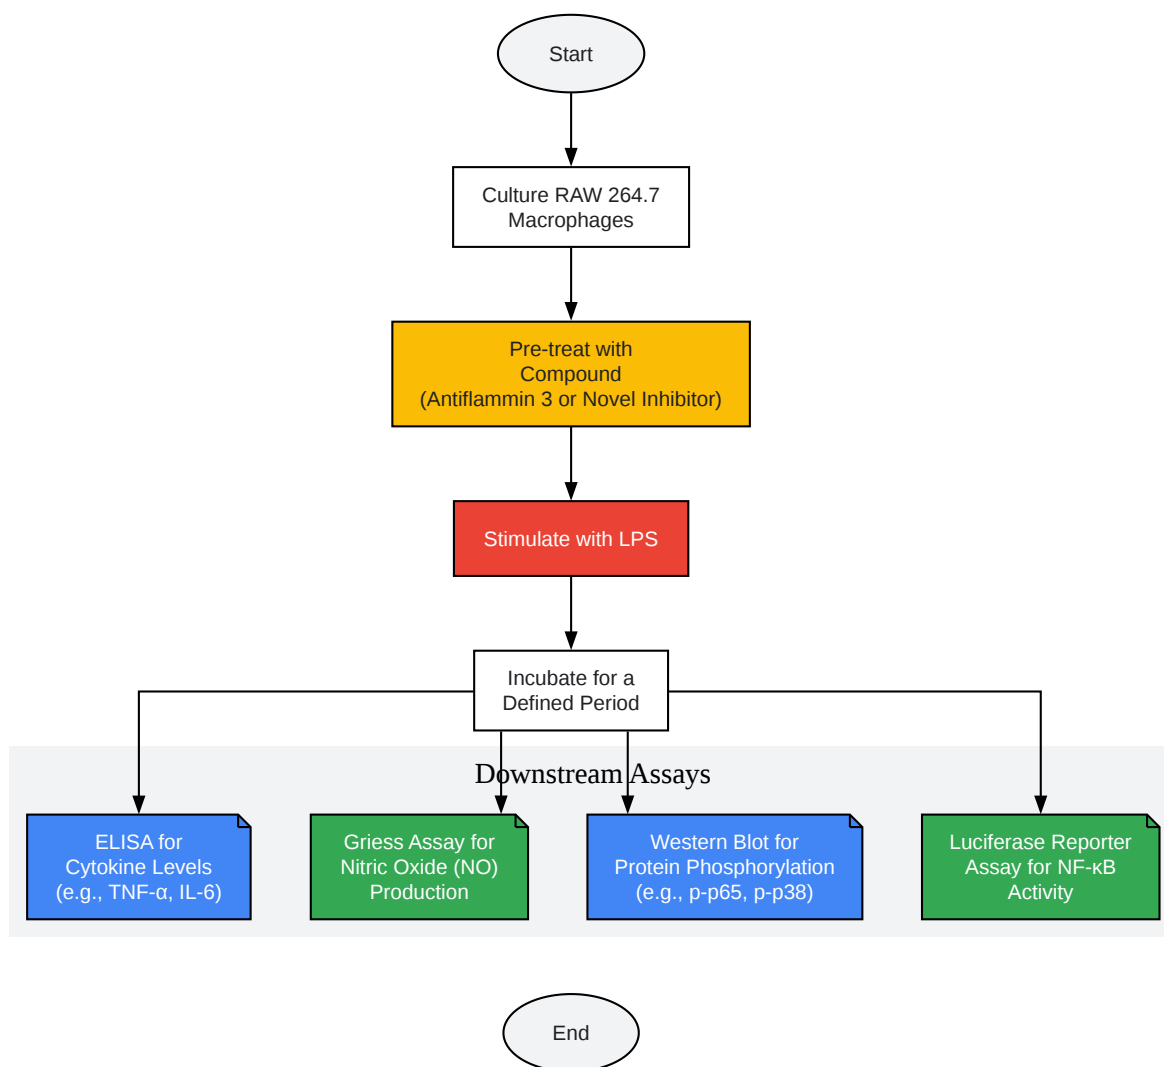 Start
Culture RAW 264.7
Macrophages
Pre-treat with
Compound
(Antiflammin 3 or Novel Inhibitor)
Stimulate with LPS
Incubate for a
Defined Period
Downstream Assays
ELISA for
Cytokine Levels
(e.g., TNF-α, IL-6)
Griess Assay for
Nitric Oxide (NO)
Production
Western Blot for
Protein Phosphorylation
(e.g., p-p65, p-p38)
Luciferase Reporter
Assay for NF-κB
Activity
End